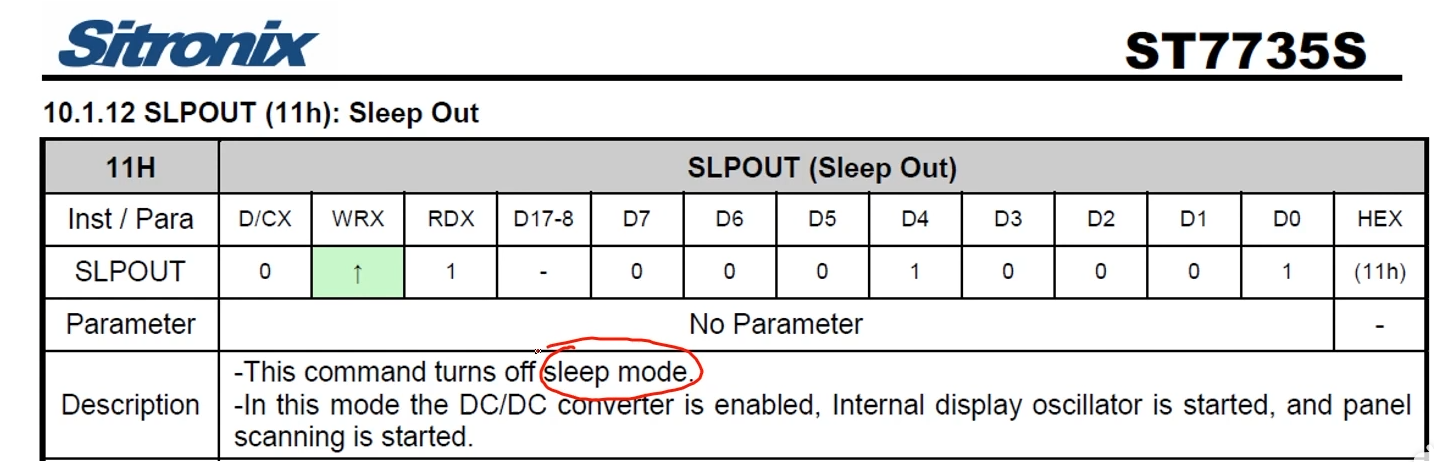 Sitronix
ST7735S
10.1.12 SLPOUT (11h): Sleep Out
11H SLPOUT (Sleep Out)
Inst / Para D/CX WRX RDX D17-8 D7 D6 D5 D4 D3 D2 D1 D0 HEX
SLPOUT 0 ↑ 1 - 0 0 0 1 0 0 0 1 (11h)
Parameter No Parameter -
Description
-This command turns off sleep mode.
-In this mode the DC/DC converter is enabled, Internal display oscillator is started, and panel
scanning is started.